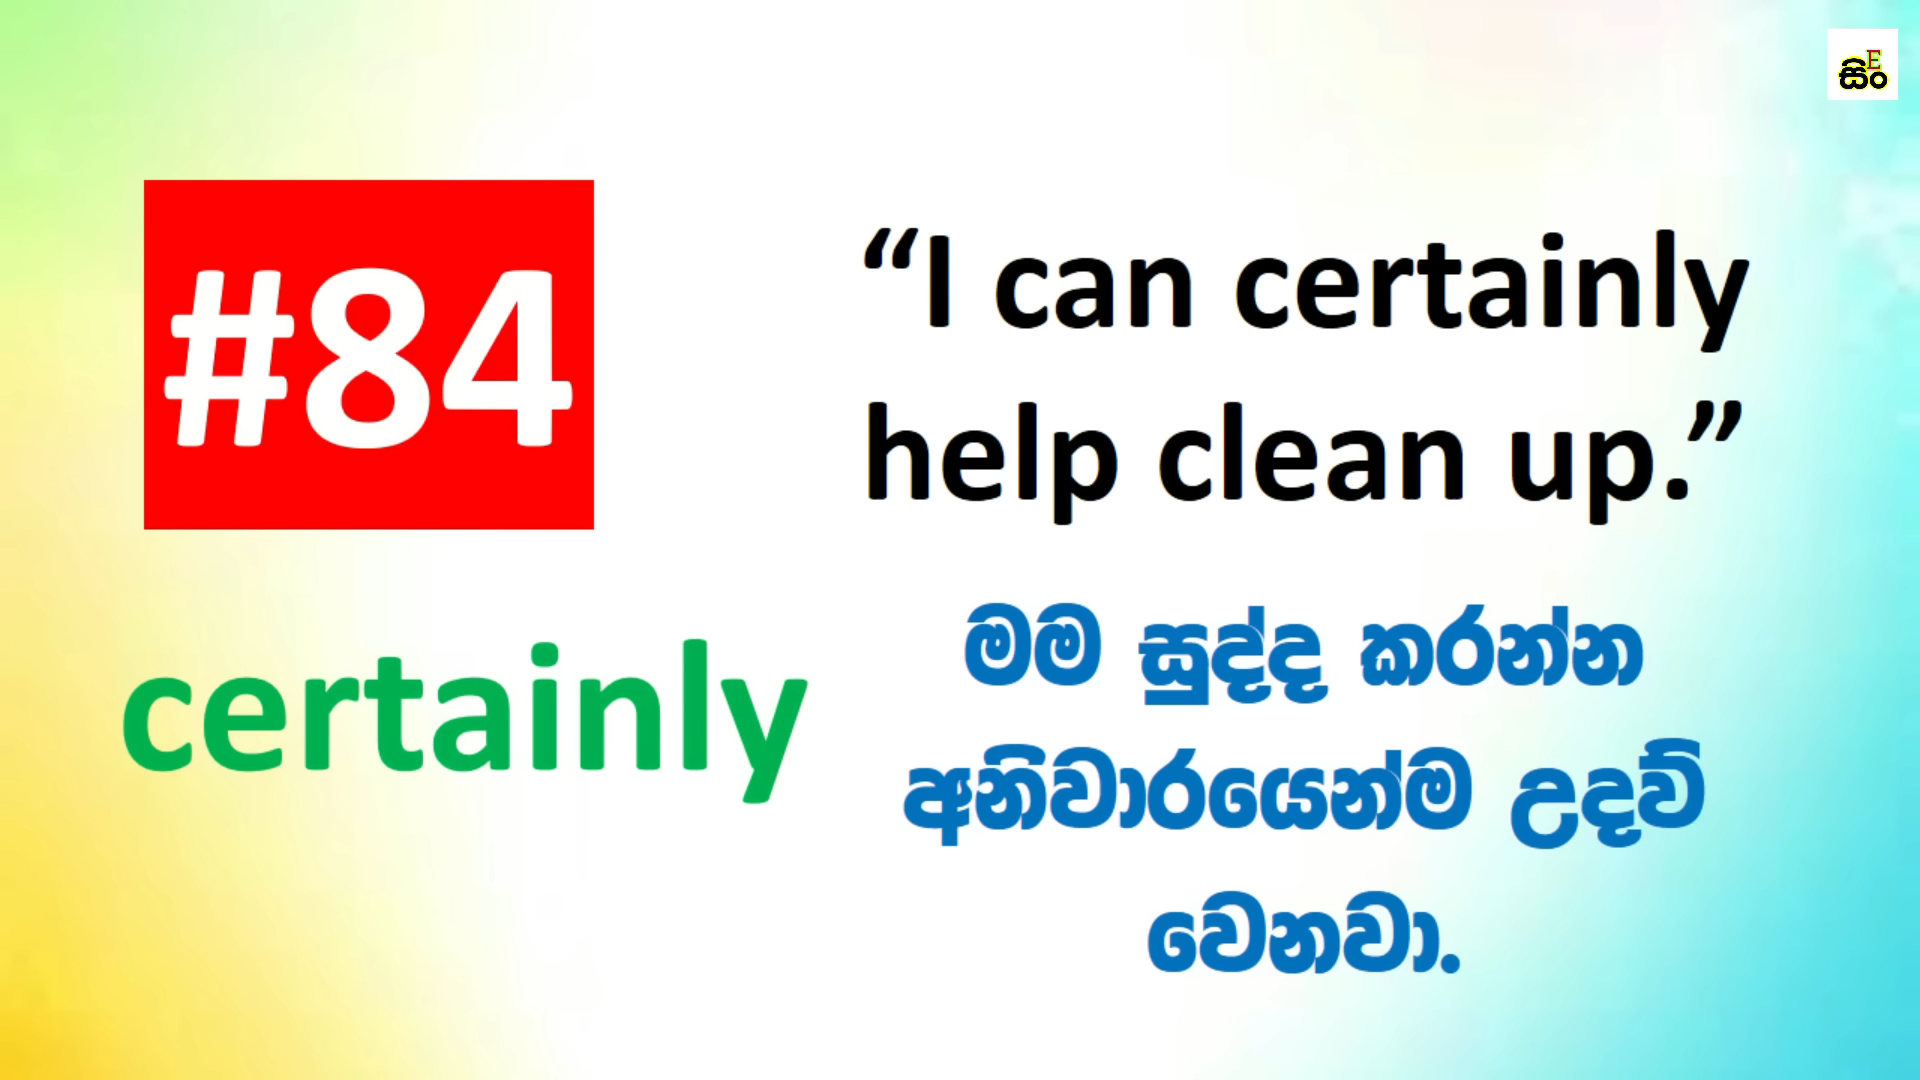 සිංE
#84
certainly
“I can certainly
help clean up.”
මම සුද්ද කරන්න
අනිවාරයෙන්ම උදව්
වෙනවා.